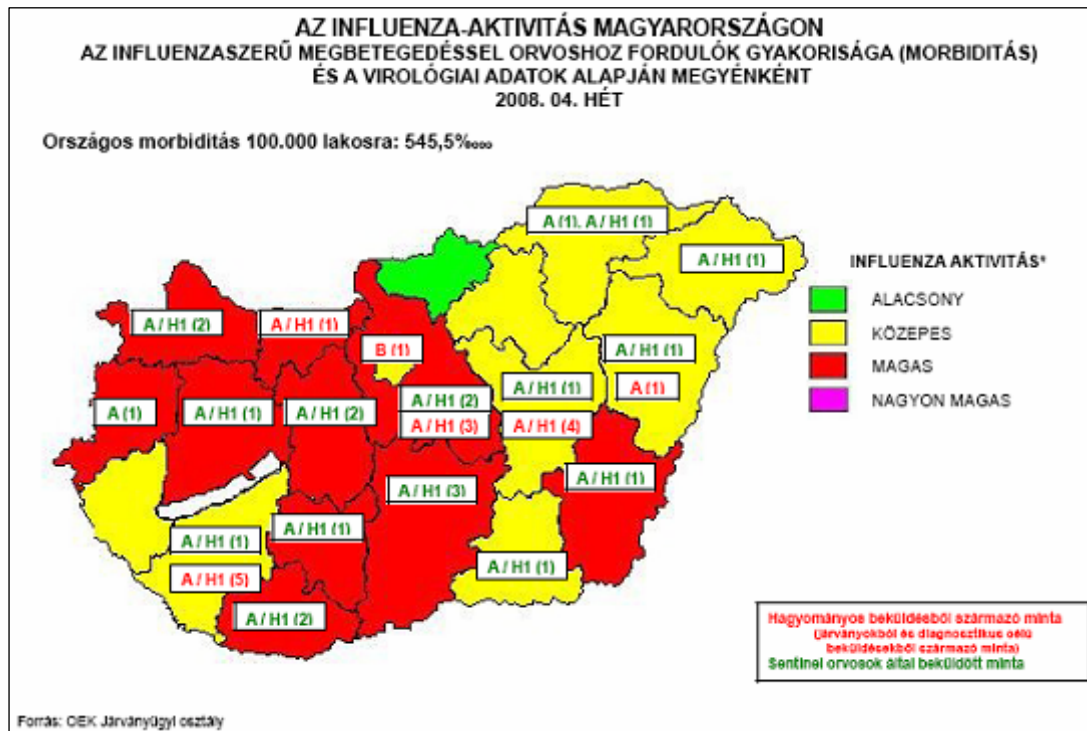 AZ INFLUENZA-AKTIVITÁS MAGYARORSZÁGON
AZ INFLUENZASZERŰ MEGBETEGEDÉSSEL ORVOSHOZ FORDULÓK GYAKORISÁGA (MORBIDITÁS)
ÉS A VIROLÓGIAI ADATOK ALAPJÁN MEGYÉNKÉNT
2008. 04. HÉT
Országos morbiditás 100.000 lakosra: 545,5%ooo
A (1), A / H1 (1)
A / H1 (1)
A / H1 (2)
A / H1 (1)
B (1)
A / H1 (1)
A (1)
A (1)
A / H1 (1)
A / H1 (2)
A / H1 (2)
A / H1 (3)
A / H1 (1)
A / H1 (4)
A / H1 (3)
A / H1 (1)
A / H1 (1)
A / H1 (1)
A / H1 (5)
A / H1 (1)
A / H1 (2)
INFLUENZA AKTIVITÁS*
ALACSONY
KÖZEPES
MAGAS
NAGYON MAGAS
Hagyományos beküldésből származó minta
(járványokból és diagnosztikus célú
beküldésekből származó minta)
Sentinel orvosok által beküldött minta
Forrás: OEK Járványügyi osztály